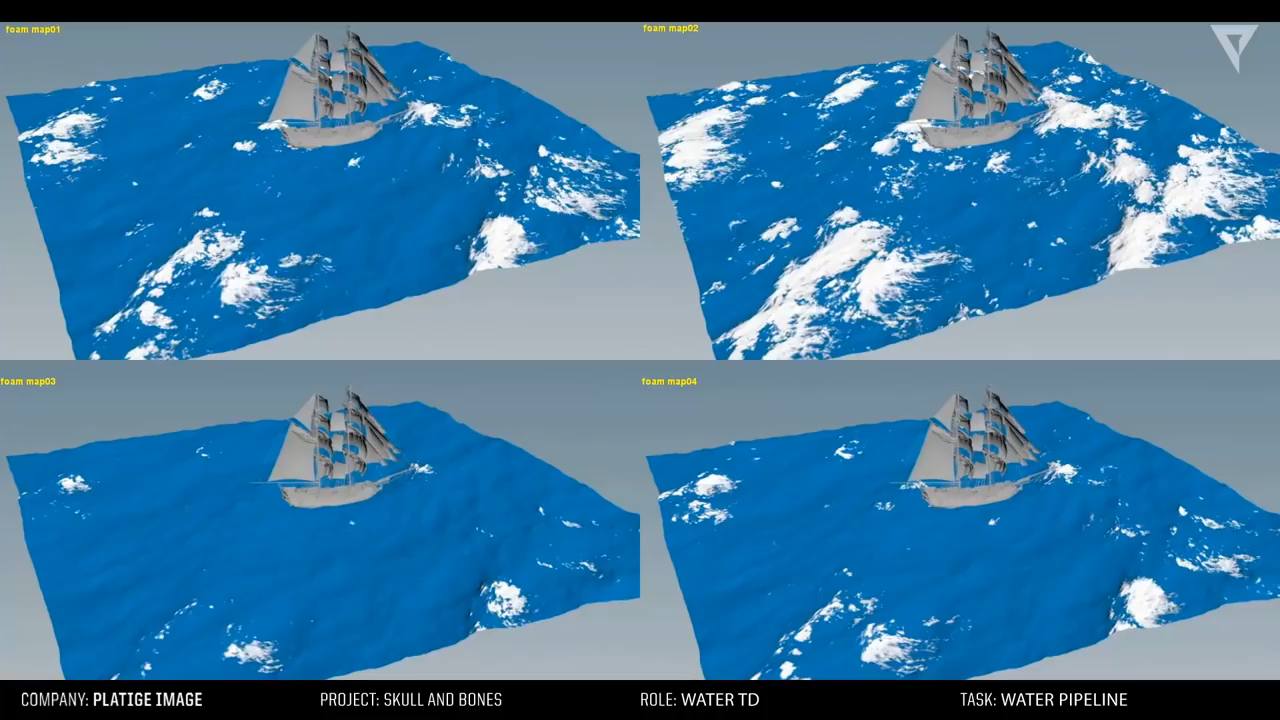 foam map01
foam map02
foam map03
foam map04
COMPANY: PLATIGE IMAGE
PROJECT: SKULL AND BONES
ROLE: WATER TD
TASK: WATER PIPELINE